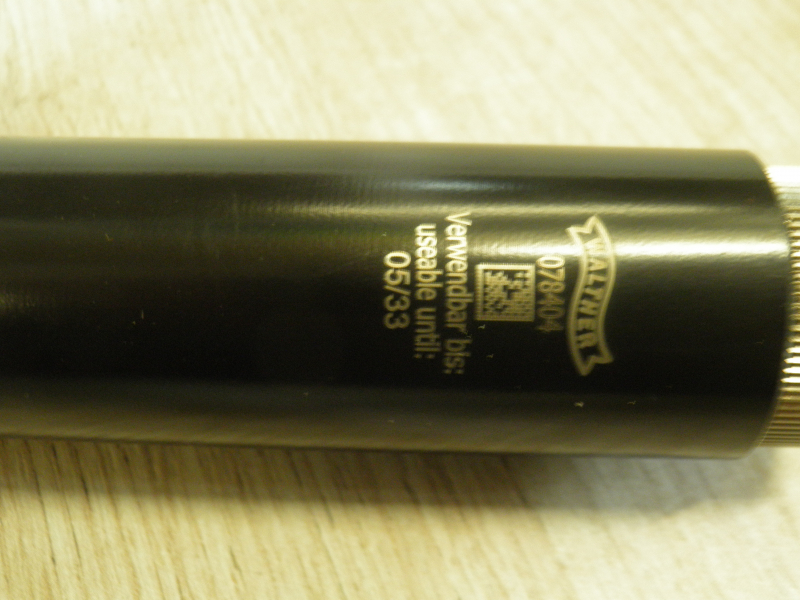 WALTHER
078404
Verwendbar bis:
useable until:
05/33